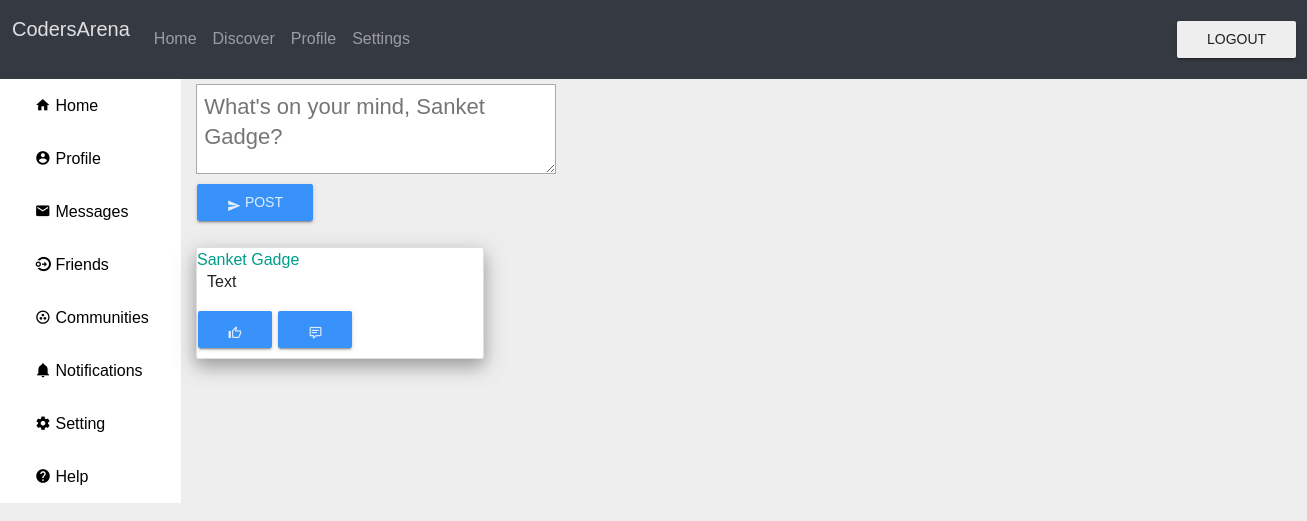 CodersArena
Home Discover Profile Settings
LOGOUT
Home
Profile
Messages
Friends
Communities
Notifications
Setting
Help
What's on your mind, Sanket
Gadge?
POST
Sanket Gadge
Text